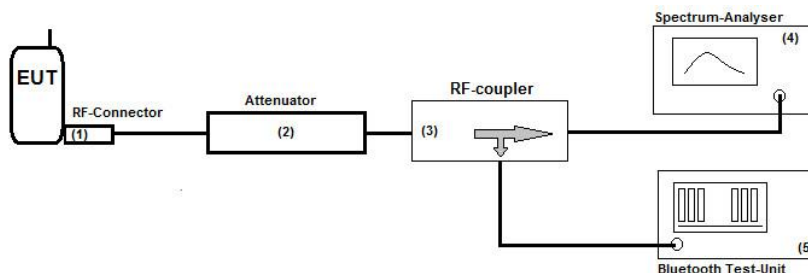 Spectrum-Analyser
(4)
EUT
RF-Connector
(1)
Attenuator
(2)
RF-coupler
(3)
(5
Bluetooth Test-Unit